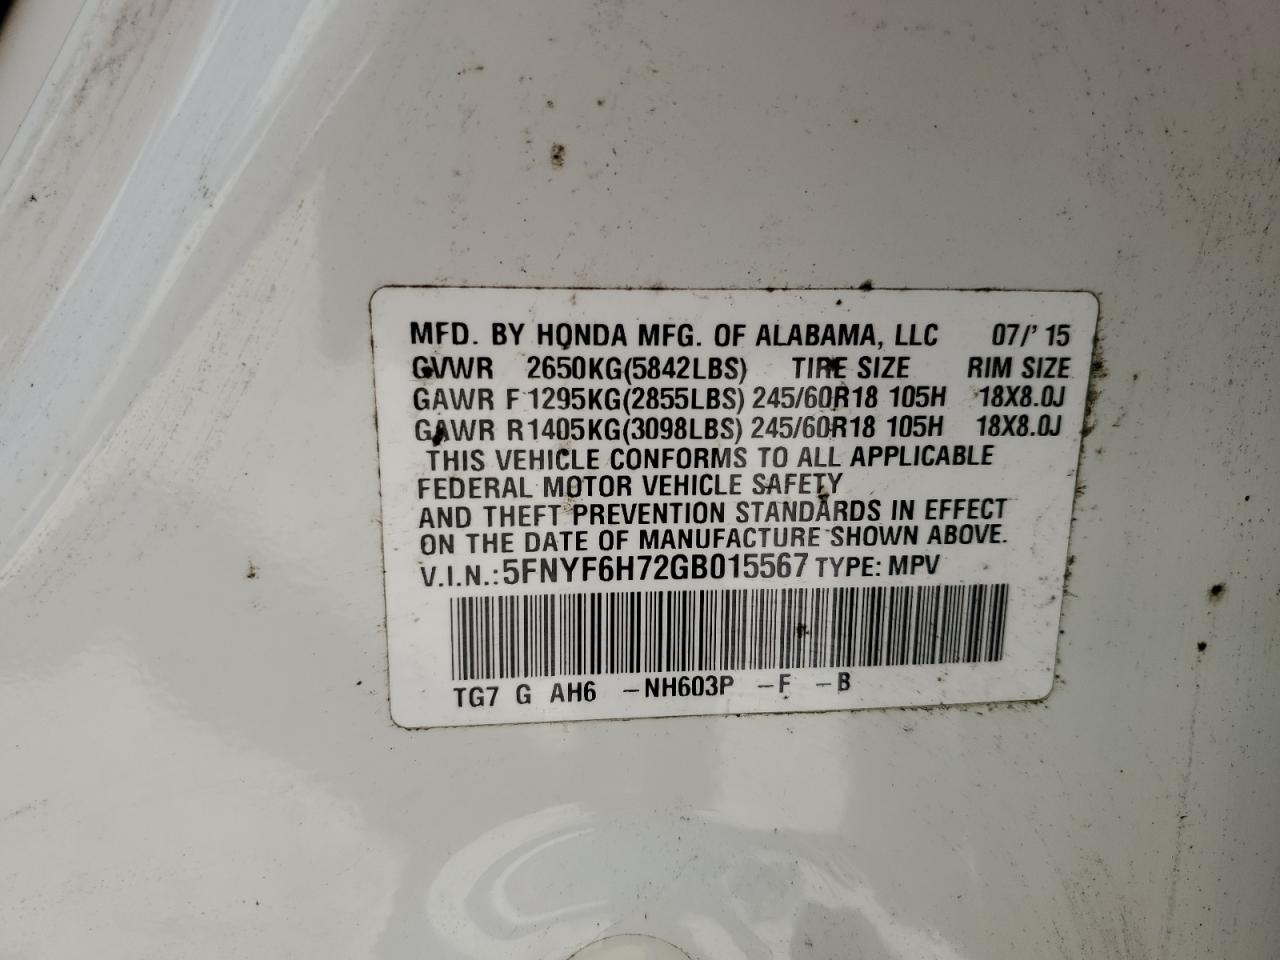 MFD. BY HONDA MFG. OF ALABAMA, LLC 07/' 15
GVWR 2650KG(5842LBS) TIRE SIZE RIM SIZE
GAWR F 1295KG(2855LBS) 245/60R18 105H 18X8.0J
GAWR R1405KG(3098LBS) 245/60R18 105H 18X8.0J
THIS VEHICLE CONFORMS TO ALL APPLICABLE
FEDERAL MOTOR VEHICLE SAFETY
AND THEFT PREVENTION STANDARDS IN EFFECT
ON THE DATE OF MANUFACTURE SHOWN ABOVE.
V.I.N.: 5FNYF6H72GB015567 TYPE: MPV
TG7 G AH6 -NH603P -F -B